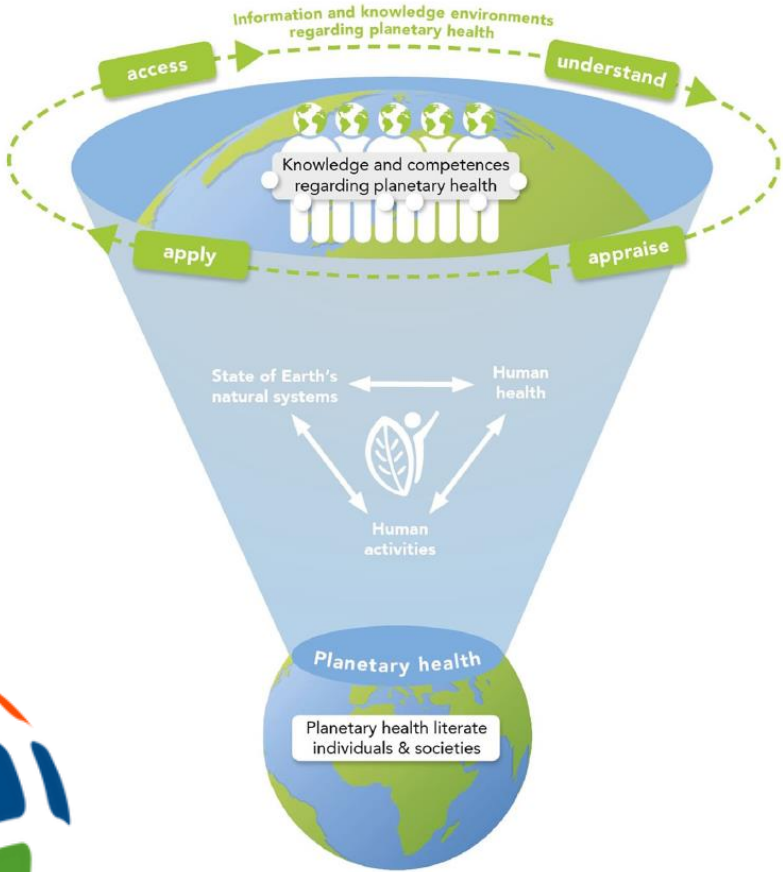 Information and knowledge environments
regarding planetary health
access
understand
Knowledge and competences
regarding planetary health
apply
appraise
State of Earth's
natural systems
Human
health
Human
activities
Planetary health
Planetary health literate
individuals & societies